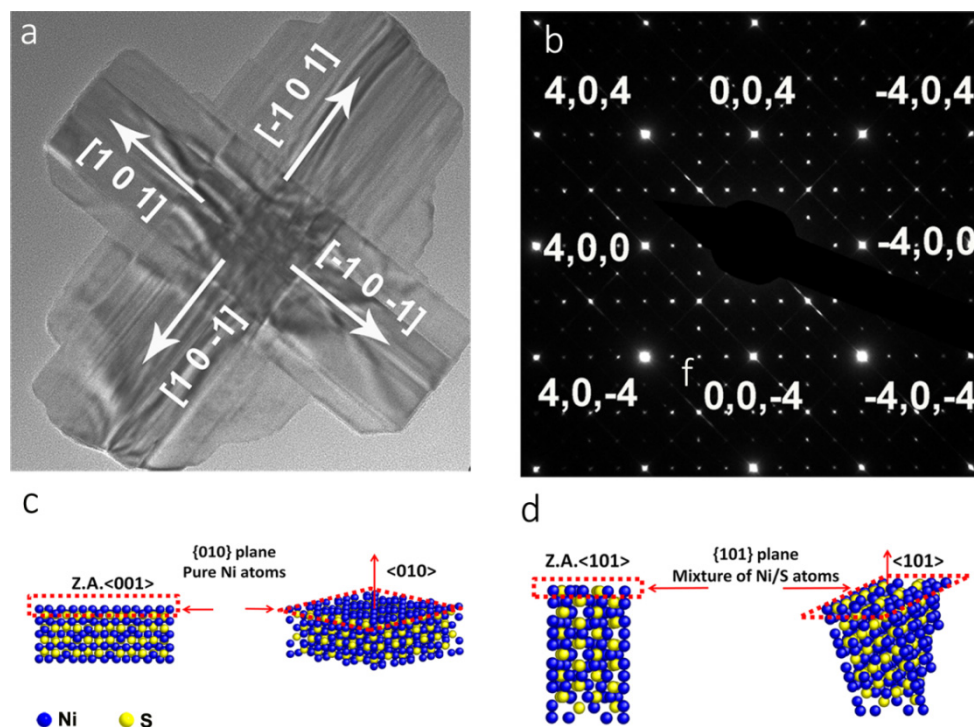 a
[-1 0 1]
[1 0 1]
[-1 0 -1]
[1 0 -1]
b
4,0,4 0,0,4 -4,0,4
4,0,0 -4,0,0
f
4,0,-4 0,0,-4 -4,0,-4
c
{010} plane
Z.A.<001> Pure Ni atoms <010>
Ni S
d
{101} plane
Z.A.<101> Mixture of Ni/S atoms <101>